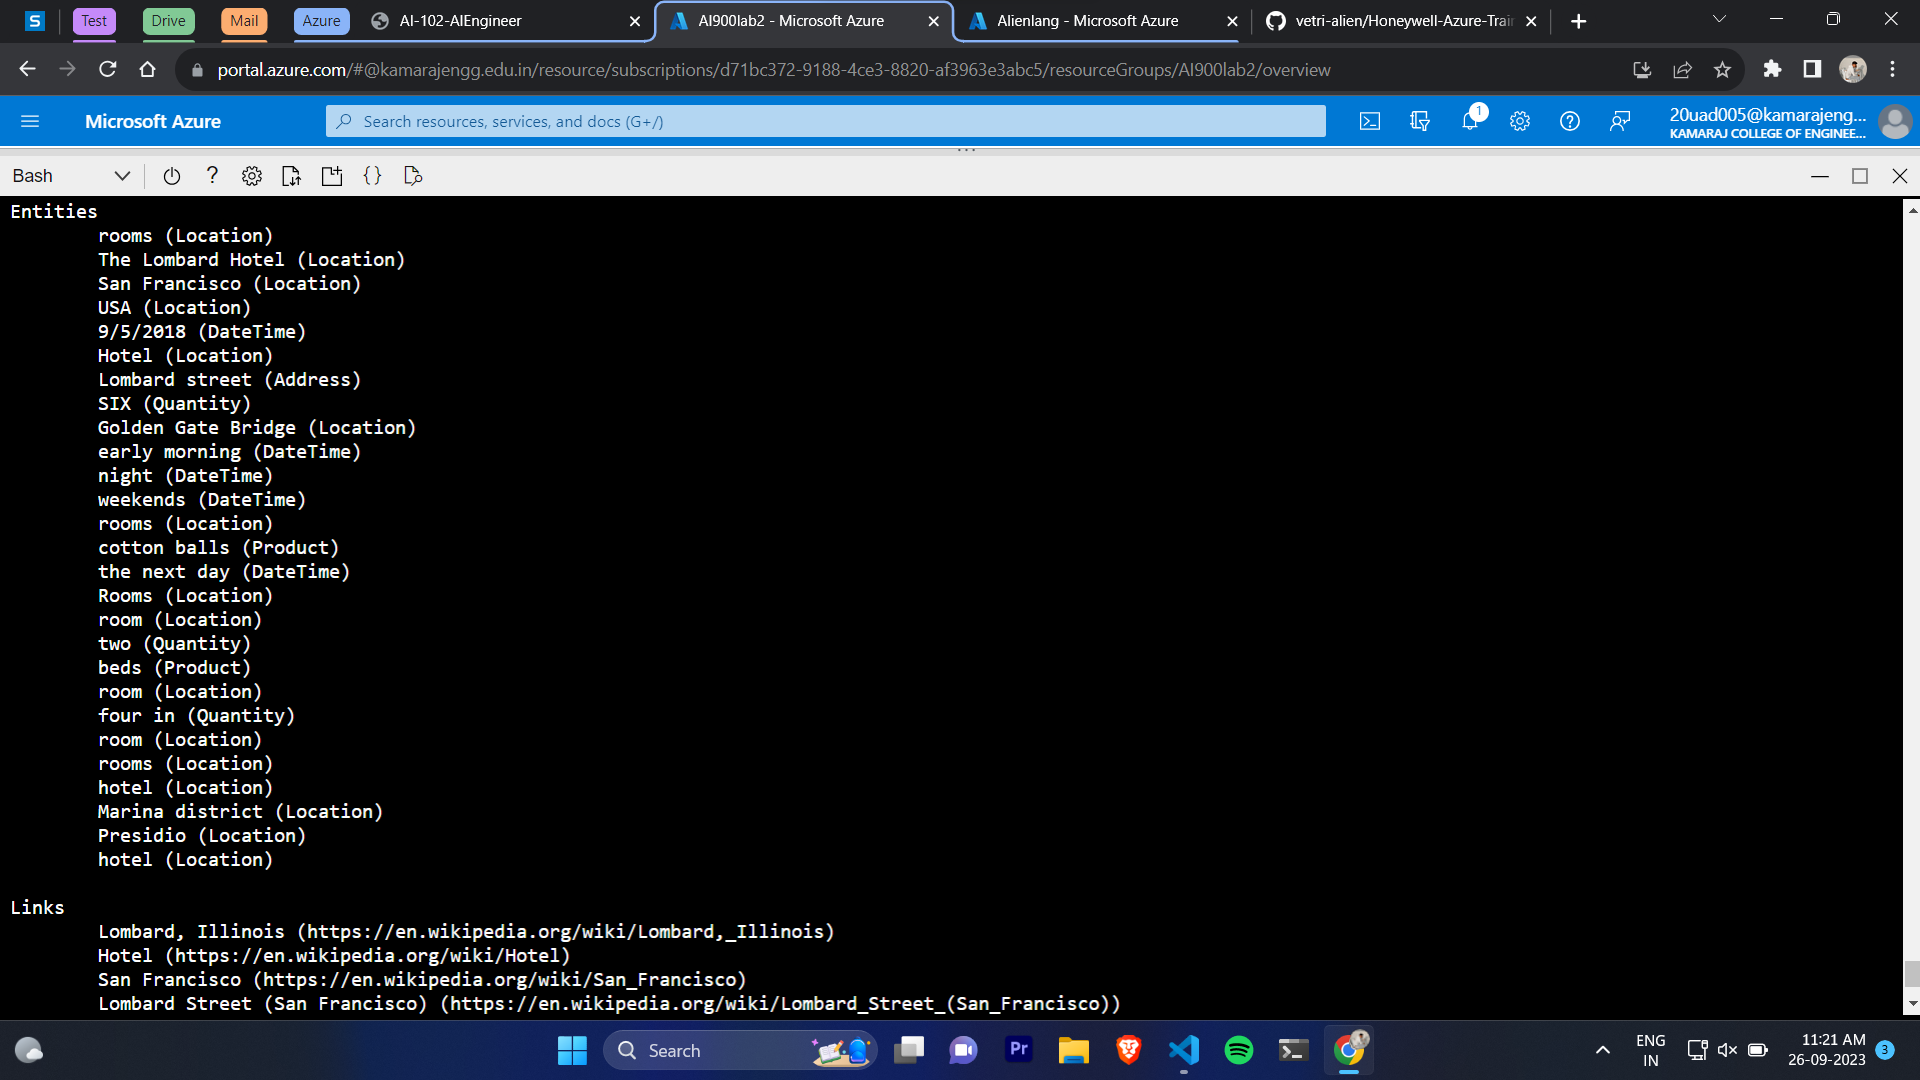 S Test Drive Mail Azure AI-102-AIEngineer AI900lab2 - Microsoft Azure Alienlang - Microsoft Azure vetri-alien/Honeywell-Azure-Trai
portal.azure.com/#@kamarajengg.edu.in/resource/subscriptions/d71bc372-9188-4ce3-8820-af3963e3abc5/resourceGroups/AI900lab2/overview
Microsoft Azure Search resources, services, and docs (G+/) 1 20uad005@kamarajeng...
KAMARAJ COLLEGE OF ENGINEE...
Bash
Entities
rooms (Location)
The Lombard Hotel (Location)
San Francisco (Location)
USA (Location)
9/5/2018 (DateTime)
Hotel (Location)
Lombard street (Address)
SIX (Quantity)
Golden Gate Bridge (Location)
early morning (DateTime)
night (DateTime)
weekends (DateTime)
rooms (Location)
cotton balls (Product)
the next day (DateTime)
Rooms (Location)
room (Location)
two (Quantity)
beds (Product)
room (Location)
four in (Quantity)
room (Location)
rooms (Location)
hotel (Location)
Marina district (Location)
Presidio (Location)
hotel (Location)
Links
Lombard, Illinois (https://en.wikipedia.org/wiki/Lombard,_Illinois)
Hotel (https://en.wikipedia.org/wiki/Hotel)
San Francisco (https://en.wikipedia.org/wiki/San_Francisco)
Lombard Street (San Francisco) (https://en.wikipedia.org/wiki/Lombard_Street_(San_Francisco))
Search Pr ENG 11:21 AM
IN 26-09-2023 3